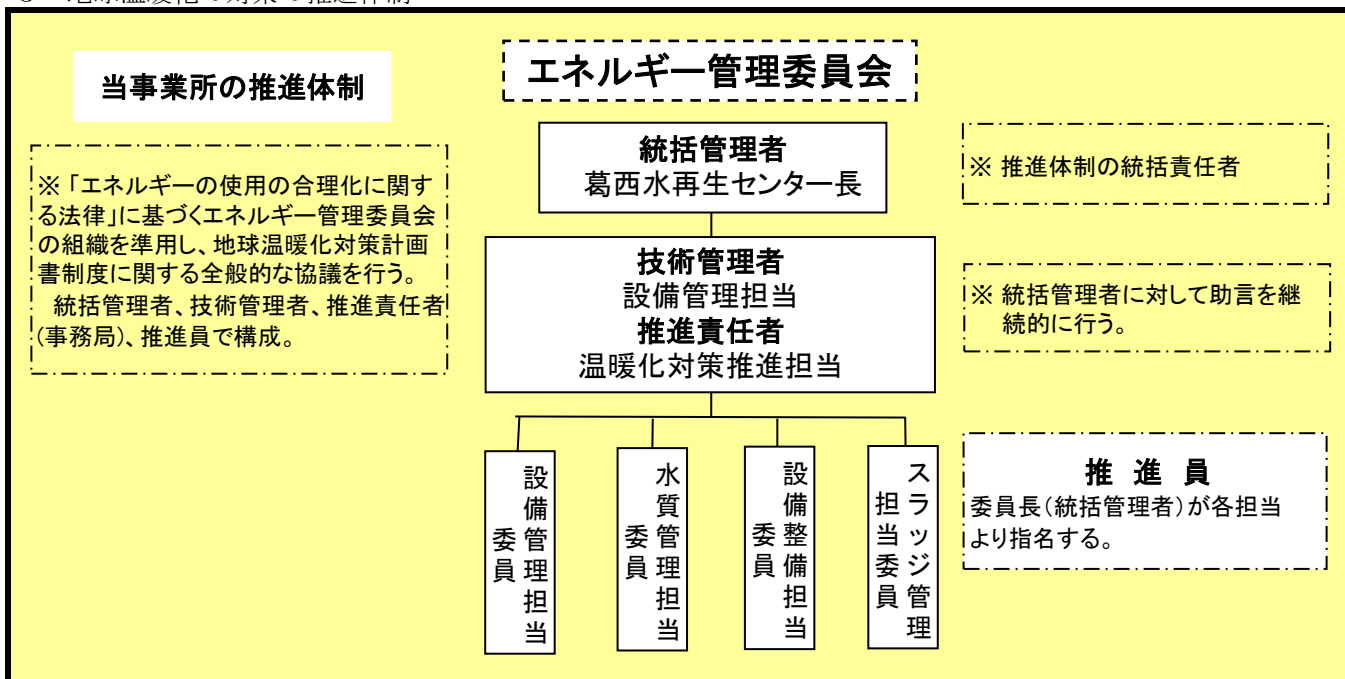 当事業所の推進体制
エネルギー管理委員会
※「エネルギーの使用の合理化に関す
る法律」に基づくエネルギー管理委員会
の組織を準用し、地球温暖化対策計画
書制度に関する全般的な協議を行う。
統括管理者、技術管理者、推進責任者
(事務局)、推進員で構成。
統括管理者
葛西水再生センター長
※ 推進体制の統括責任者
技術管理者
設備管理担当
推進責任者
温暖化対策推進担当
※ 統括管理者に対して助言を継
続的に行う。
設備管理担当
委員
水質管理担当
委員
設備整備担当
委員
スラッジ管理
担当委員
推 進 員
委員長(統括管理者)が各担当
より指名する。